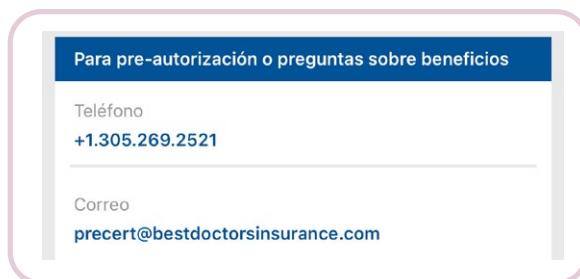 Para pre-autorización o preguntas sobre beneficios
Teléfono
+1.305.269.2521
Correo
precert@bestdoctorsinsurance.com